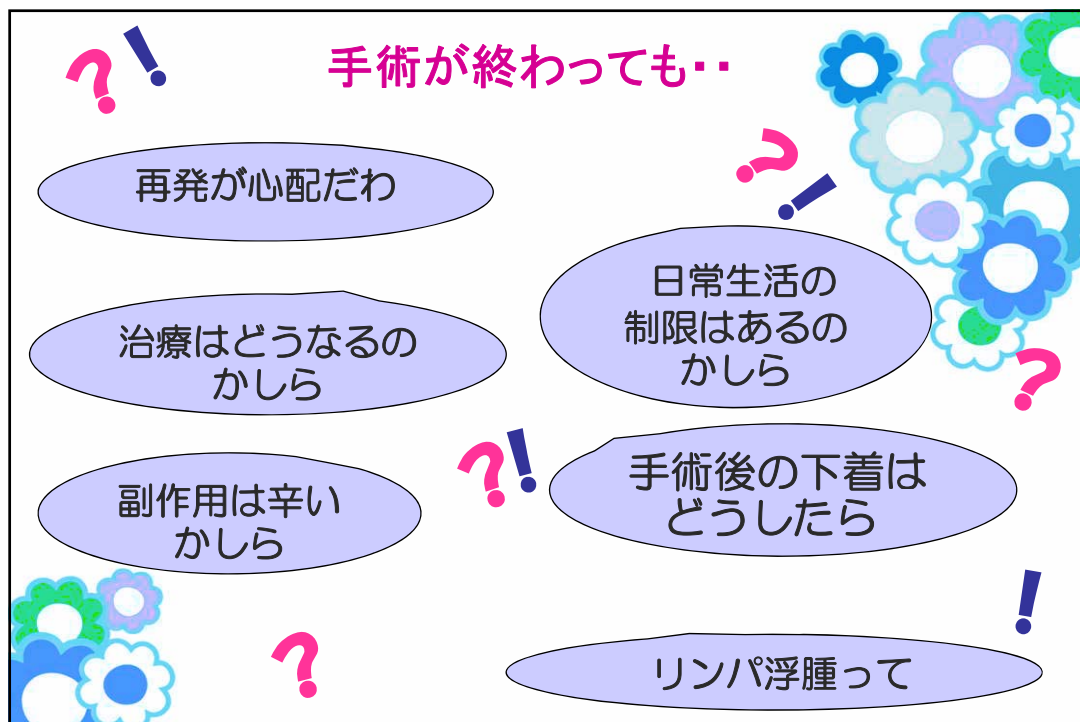 手術が終わっても‥
再発が心配だわ
治療はどうなるの
かしら
副作用は辛い
かしら
日常生活の
制限はあるの
かしら
手術後の下着は
どうしたら
リンパ浮腫って
?!
?!
?!
?
?
!